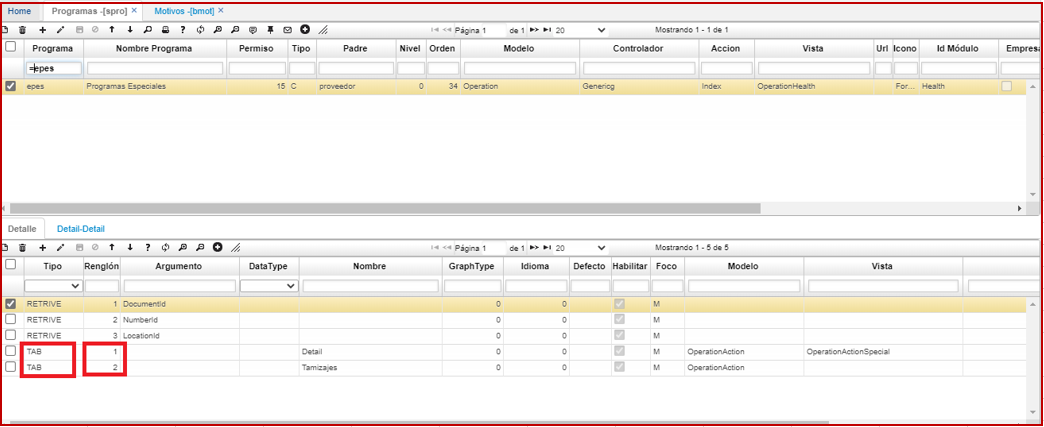 Home Programas -[spro] × Motivos -[bmot] ×
Página 1 de 1 20 Mostrando 1 - 1 de 1
Programa Nombre Programa Permiso Tipo Padre Nivel Orden Modelo Controlador Accion Vista Url Icono Id Módulo Empresa
=epes
epes Programas Especiales 15 C proveedor 0 34 Operation Genericg Index OperationHealth For... Health
Detalle Detail-Detail
Página 1 de 1 20 Mostrando 1 - 5 de 5
Tipo Renglón Argumento DataType Nombre GraphType Idioma Defecto Habilitar Foco Modelo Vista
RETRIVE 1 DocumentId 0 0 M
RETRIVE 2 NumberId 0 0 M
RETRIVE 3 LocationId 0 0 M
TAB 1 Detail 0 0 M OperationAction OperationActionSpecial
TAB 2 Tamizajes 0 0 M OperationAction